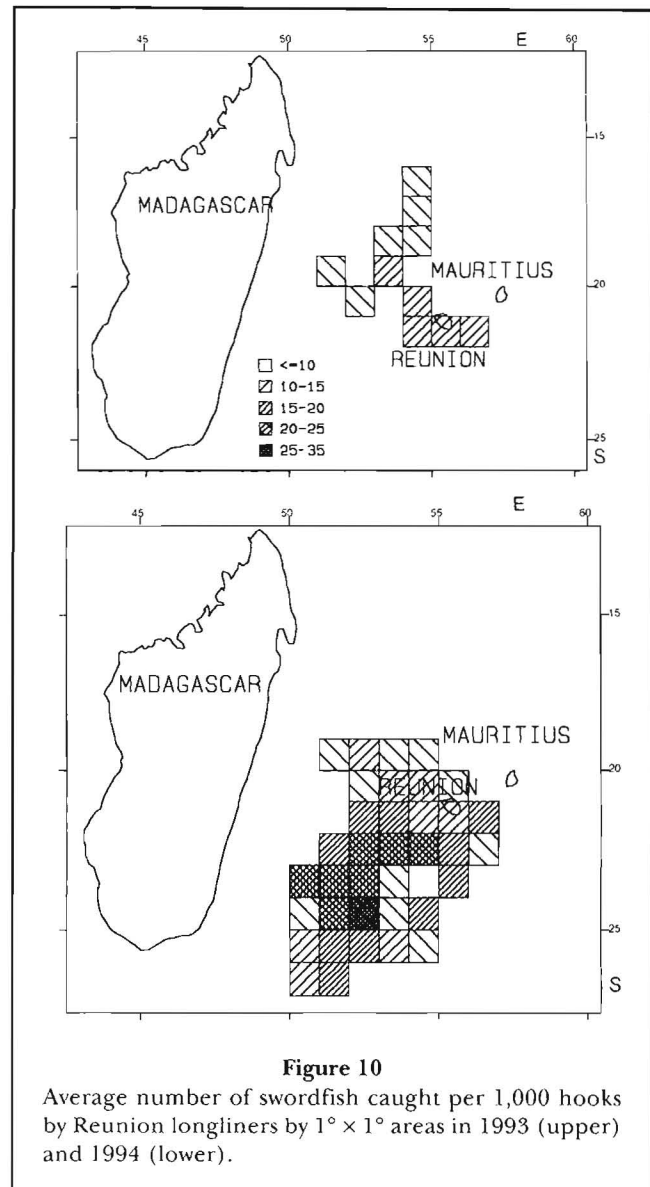 45 50 55 E 60
15
MADAGASCAR
MAURITIUS
20
REUNION
<=10
10-15
15-20
20-25
25-35
25
S
45 50 55 E 60
15
MADAGASCAR
MAURITIUS
20
REUNION
25
S
Figure 10
Average number of swordfish caught per 1,000 hooks
by Reunion longliners by 1° × 1° areas in 1993 (upper)
and 1994 (lower).